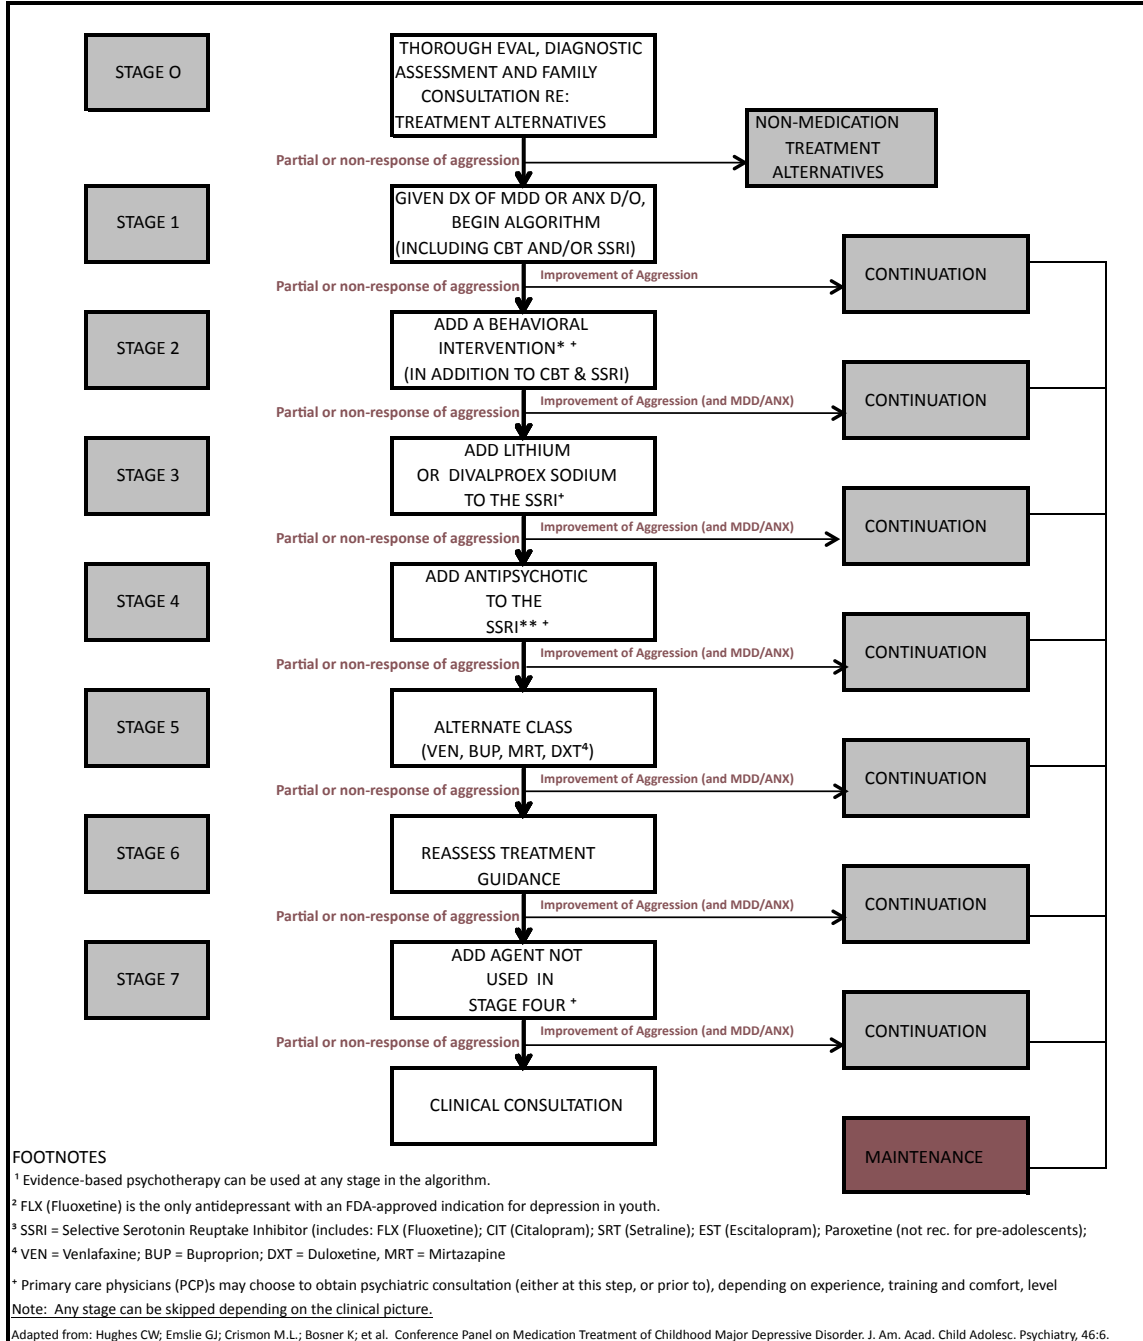 STAGE O
THOROUGH EVAL, DIAGNOSTIC
ASSESSMENT AND FAMILY
CONSULTATION RE:
TREATMENT ALTERNATIVES
NON-MEDICATION
TREATMENT
ALTERNATIVES
Partial or non-response of aggression
STAGE 1
GIVEN DX OF MDD OR ANX D/O,
BEGIN ALGORITHM
(INCLUDING CBT AND/OR SSRI)
Improvement of Aggression
CONTINUATION
Partial or non-response of aggression
STAGE 2
ADD A BEHAVIORAL
INTERVENTION* ⁺
(IN ADDITION TO CBT & SSRI)
Improvement of Aggression (and MDD/ANX)
CONTINUATION
Partial or non-response of aggression
STAGE 3
ADD LITHIUM
OR DIVALPROEX SODIUM
TO THE SSRI⁺
Improvement of Aggression (and MDD/ANX)
CONTINUATION
Partial or non-response of aggression
STAGE 4
ADD ANTIPSYCHOTIC
TO THE
SSRI** ⁺
Improvement of Aggression (and MDD/ANX)
CONTINUATION
Partial or non-response of aggression
STAGE 5
ALTERNATE CLASS
(VEN, BUP, MRT, DXT⁴)
Improvement of Aggression (and MDD/ANX)
CONTINUATION
Partial or non-response of aggression
STAGE 6
REASSESS TREATMENT
GUIDANCE
Improvement of Aggression (and MDD/ANX)
CONTINUATION
Partial or non-response of aggression
STAGE 7
ADD AGENT NOT
USED IN
STAGE FOUR ⁺
Improvement of Aggression (and MDD/ANX)
CONTINUATION
Partial or non-response of aggression
CLINICAL CONSULTATION
MAINTENANCE
FOOTNOTES
¹ Evidence-based psychotherapy can be used at any stage in the algorithm.
² FLX (Fluoxetine) is the only antidepressant with an FDA-approved indication for depression in youth.
³ SSRI = Selective Serotonin Reuptake Inhibitor (includes: FLX (Fluoxetine); CIT (Citalopram); SRT (Setraline); EST (Escitalopram); Paroxetine (not rec. for pre-adolescents);
⁴ VEN = Venlafaxine; BUP = Buproprion; DXT = Duloxetine, MRT = Mirtazapine
⁺ Primary care physicians (PCP)s may choose to obtain psychiatric consultation (either at this step, or prior to), depending on experience, training and comfort, level
Note: Any stage can be skipped depending on the clinical picture.
Adapted from: Hughes CW; Emslie GJ; Crismon M.L.; Bosner K; et al. Conference Panel on Medication Treatment of Childhood Major Depressive Disorder. J. Am. Acad. Child Adolesc. Psychiatry, 46:6.